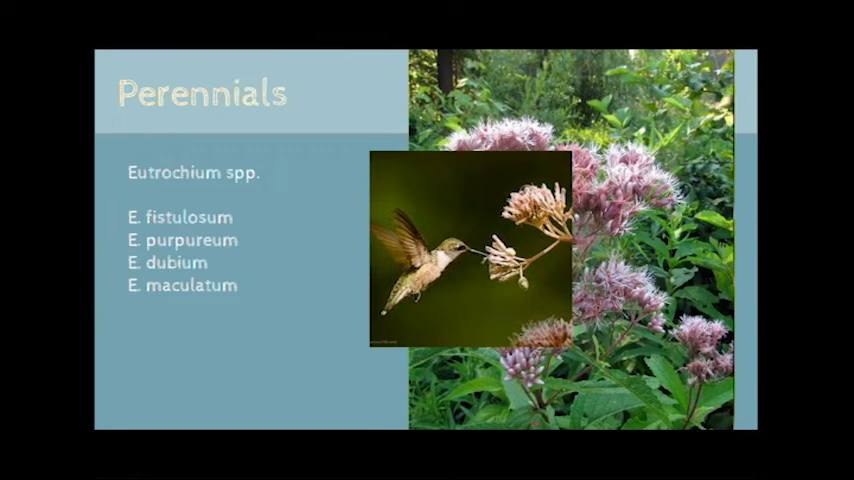 Perennials
Eutrochium spp.
E. fistulosum
E. purpureum
E. dubium
E. maculatum